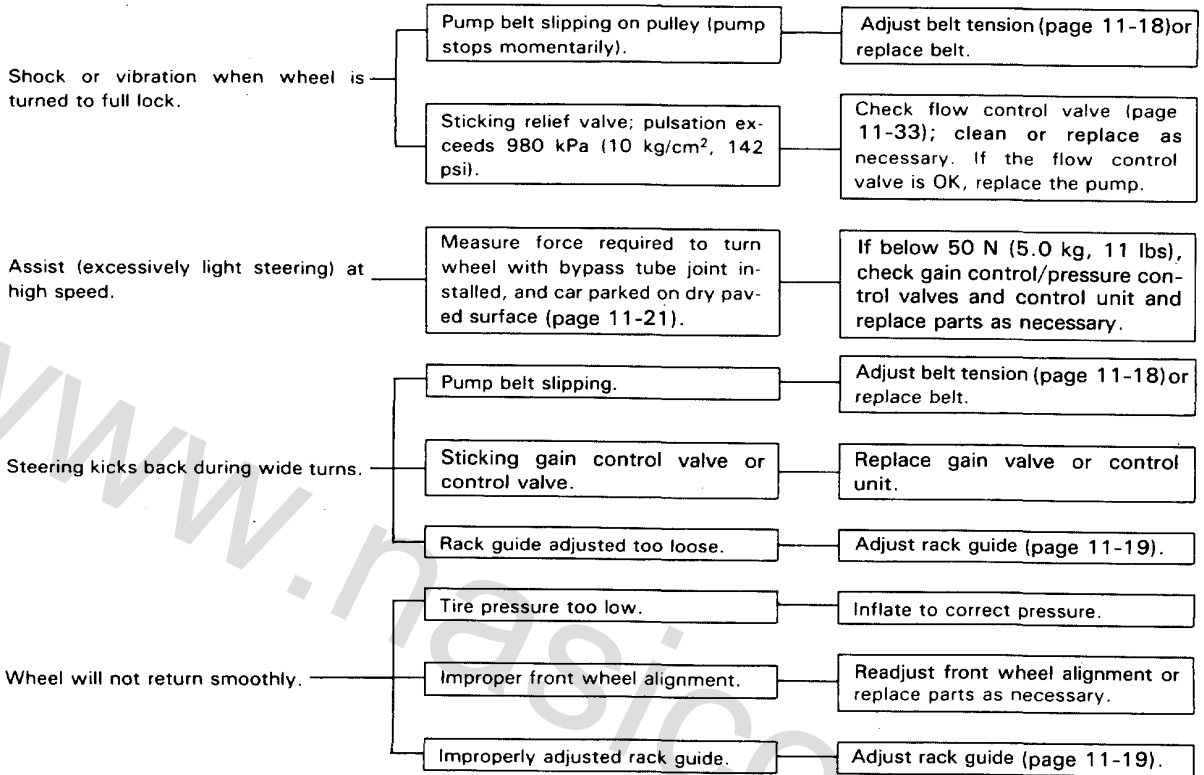 Shock or vibration when wheel is
turned to full lock.
Pump belt slipping on pulley (pump
stops momentarily).
Adjust belt tension (page 11-18)or
replace belt.
Sticking relief valve; pulsation ex-
ceeds 980 kPa (10 kg/cm², 142
psi).
Check flow control valve (page
11-33); clean or replace as
necessary. If the flow control
valve is OK, replace the pump.
Assist (excessively light steering) at
high speed.
Measure force required to turn
wheel with bypass tube joint in-
stalled, and car parked on dry pav-
ed surface (page 11-21).
If below 50 N (5.0 kg, 11 lbs),
check gain control/pressure con-
trol valves and control unit and
replace parts as necessary.
Steering kicks back during wide turns.
Pump belt slipping.
Adjust belt tension (page 11-18)or
replace belt.
Sticking gain control valve or
control valve.
Replace gain valve or control
unit.
Rack guide adjusted too loose.
Adjust rack guide (page 11-19).
Wheel will not return smoothly.
Tire pressure too low.
Inflate to correct pressure.
Improper front wheel alignment.
Readjust front wheel alignment or
replace parts as necessary.
Improperly adjusted rack guide.
Adjust rack guide (page 11-19).
www.nasico